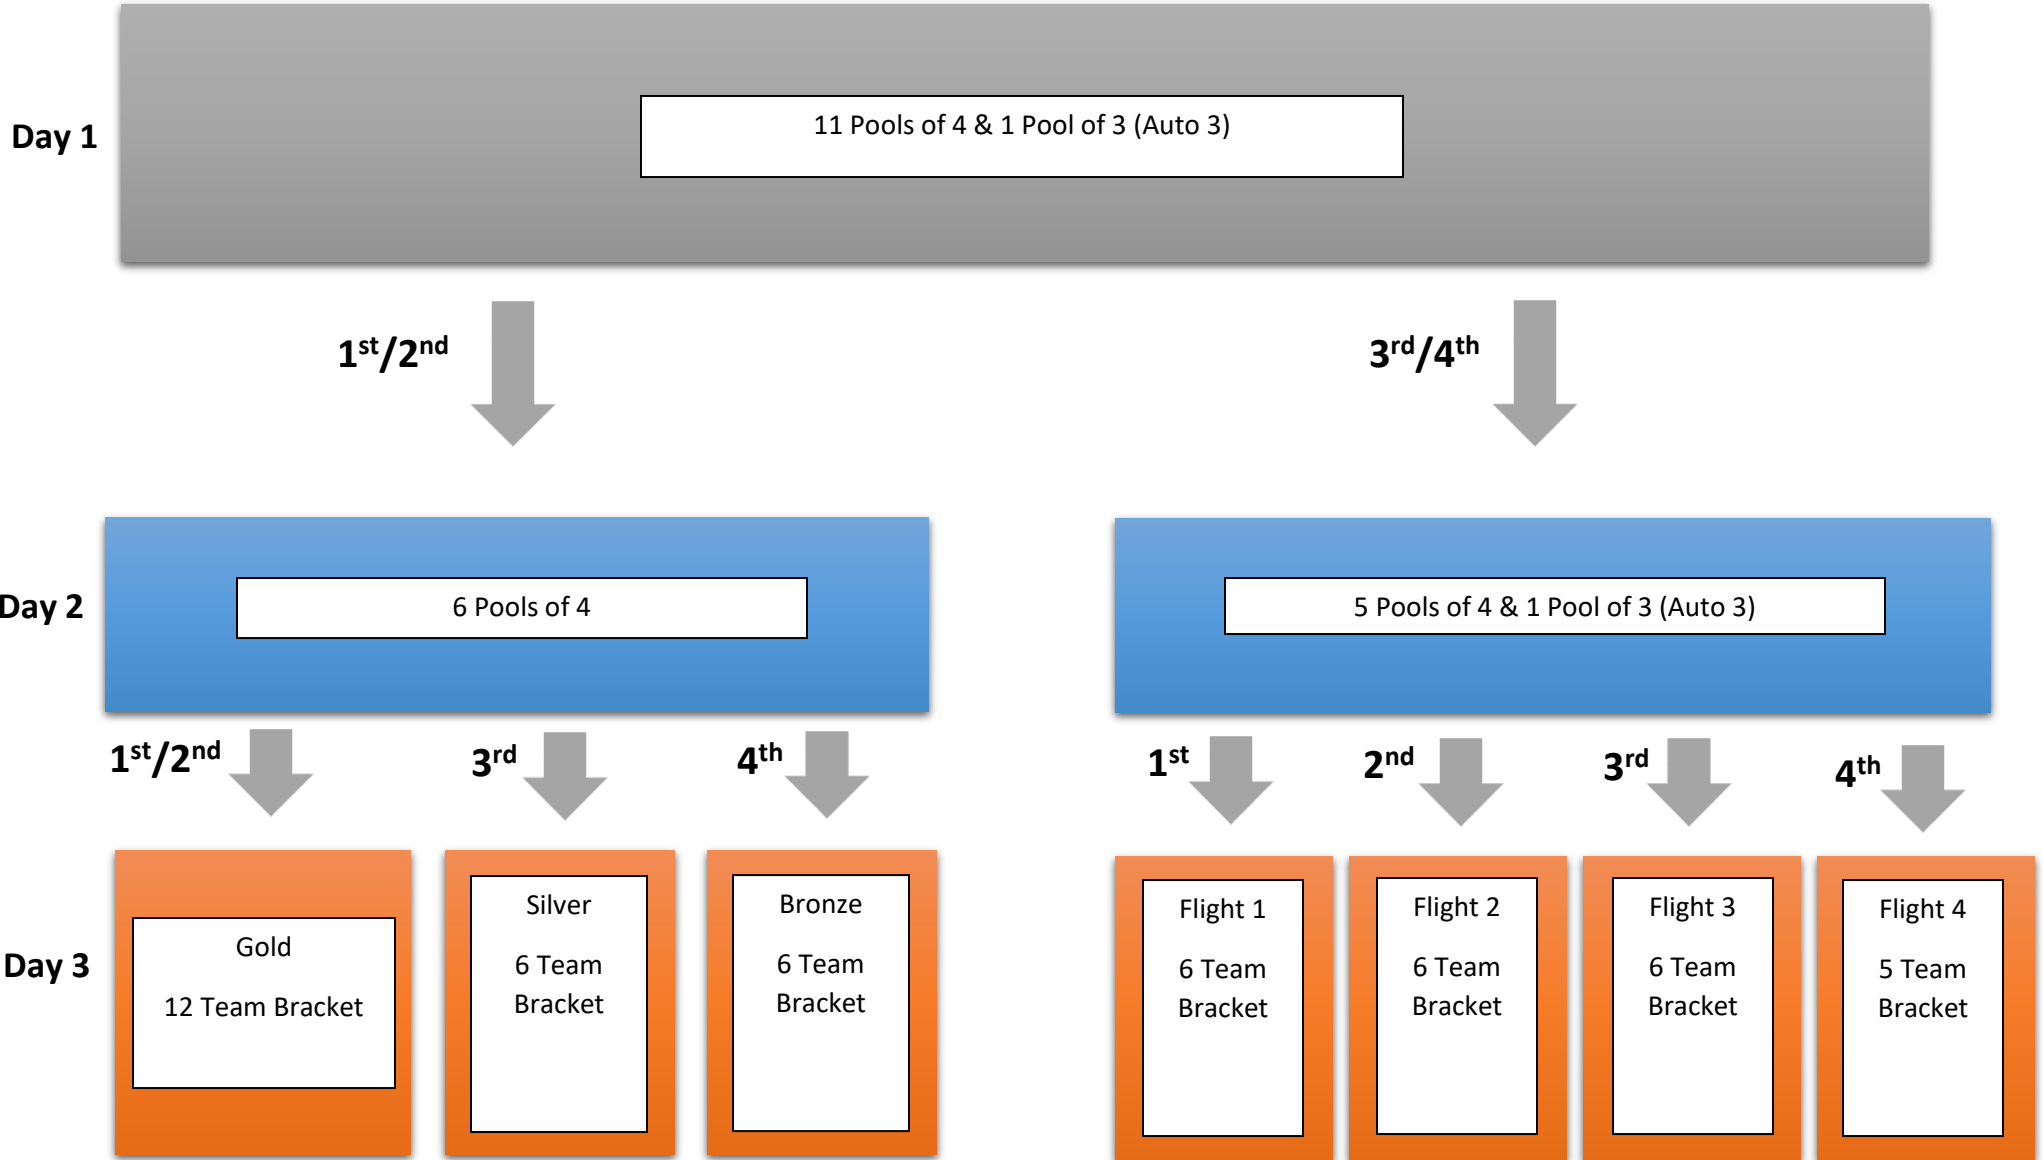 Day 1
11 Pools of 4 & 1 Pool of 3 (Auto 3)
1st/2nd
3rd/4th
Day 2
6 Pools of 4
5 Pools of 4 & 1 Pool of 3 (Auto 3)
1st/2nd
3rd
4th
1st
2nd
3rd
4th
Day 3
Gold
12 Team Bracket
Silver
6 Team
Bracket
Bronze
6 Team
Bracket
Flight 1
6 Team
Bracket
Flight 2
6 Team
Bracket
Flight 3
6 Team
Bracket
Flight 4
5 Team
Bracket